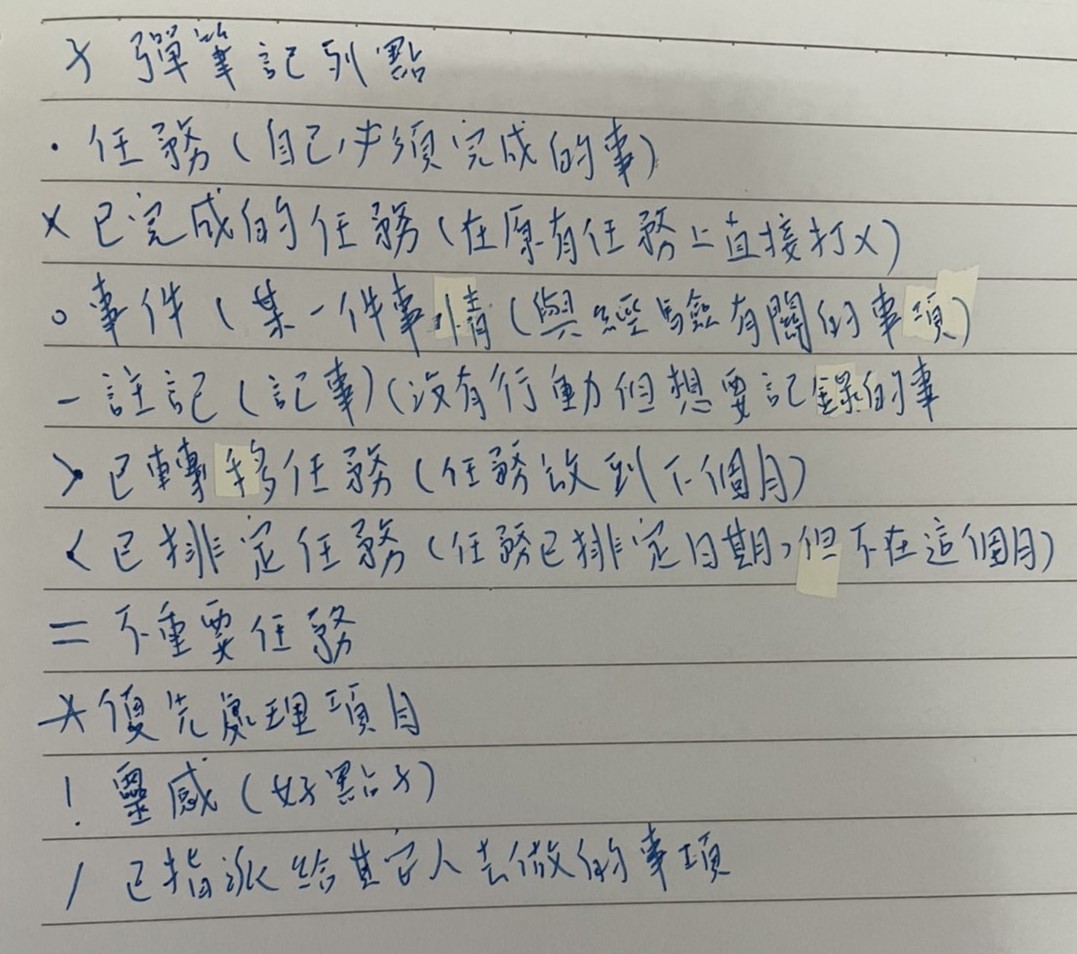 子彈筆記列點
· 任務(自己必須完成的事)
× 已完成的任務(在原有任務上直接打×)
○ 事件(某一件事情(與經驗有關的事項)
- 註記(記事)(沒有行動但想要記錄的事
> 已轉移任務(任務放到下個月)
< 已排定任務(任務已排定日期,但不在這個月)
= 不重要任務
* 優先處理項目
! 靈感(好點子)
/ 已指派給其它人去做的事項